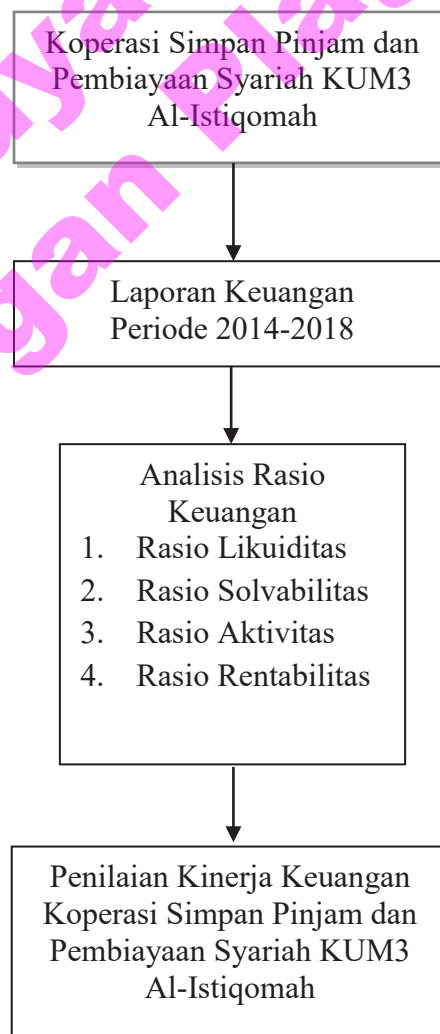 Koperasi Simpan Pinjam dan
Pembiayaan Syariah KUM3
Al-Istiqomah
Laporan Keuangan
Periode 2014-2018
Analisis Rasio
Keuangan
1. Rasio Likuiditas
2. Rasio Solvabilitas
3. Rasio Aktivitas
4. Rasio Rentabilitas
Penilaian Kinerja Keuangan
Koperasi Simpan Pinjam dan
Pembiayaan Syariah KUM3
Al-Istiqomah